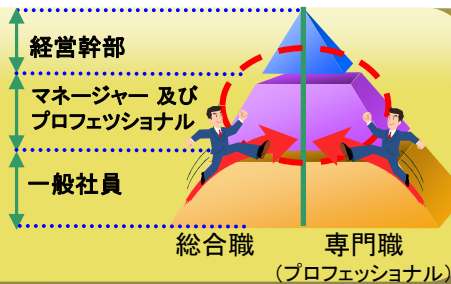 経営幹部
マネージャー 及び
プロフェツショナル
一般社員
総合職
専門職
(プロフェッショナル)